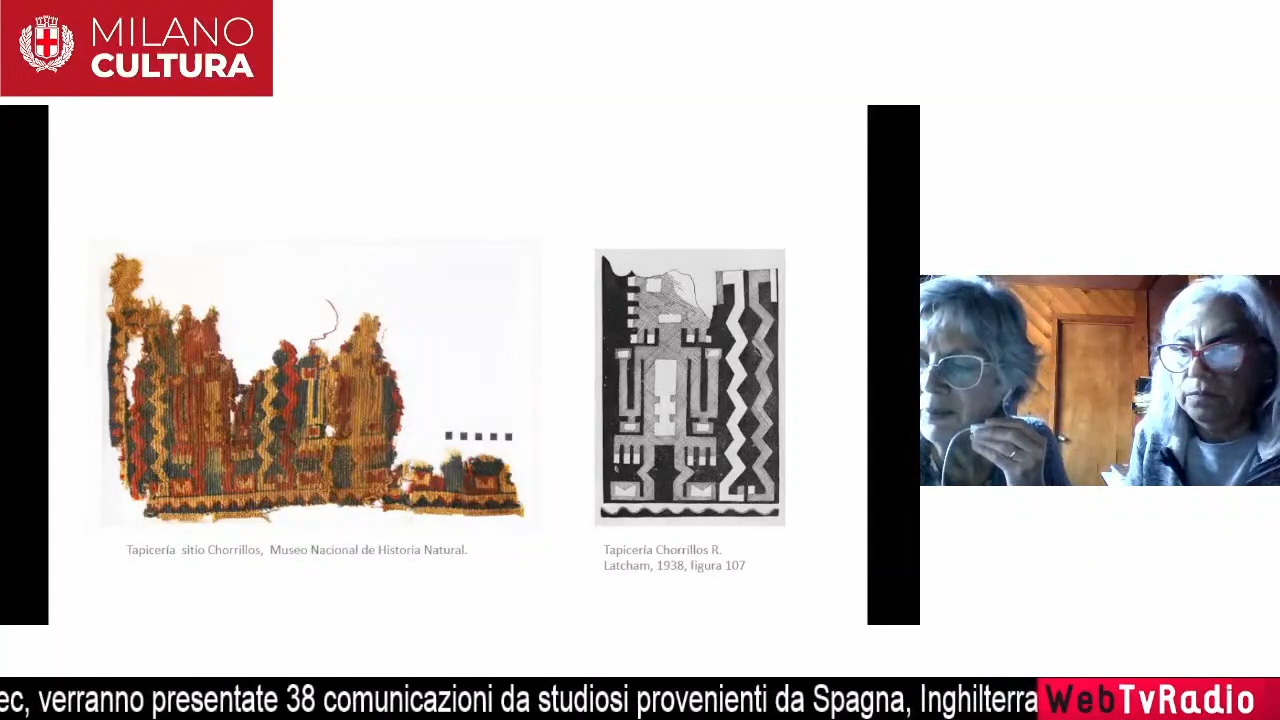 MILANO
CULTURA
Tapicería sitio Chorrillos, Museo Nacional de Historia Natural.
Tapicería Chorrillos R.
Latcham, 1938, figura 107
ec, verranno presentate 38 comunicazioni da studiosi provenienti da Spagna, Inghilterra
WebTvRadio